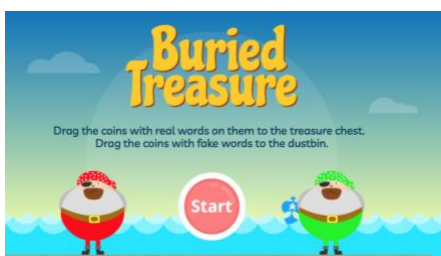 Buried
Treasure
Drag the coins with real words on them to the treasure chest.
Drag the coins with fake words to the dustbin.
Start